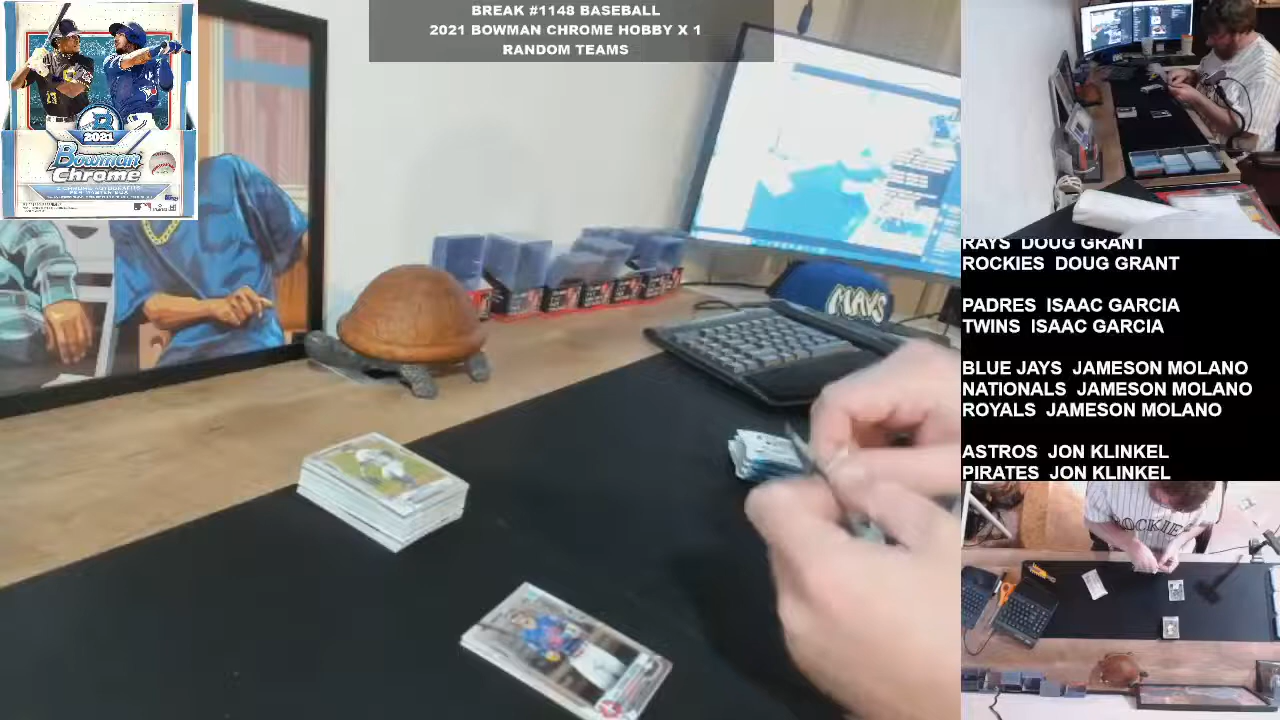 BREAK #1148 BASEBALL
2021 BOWMAN CHROME HOBBY X 1
RANDOM TEAMS
2021
Bowman
Chrome
MAVS
RAYS DOUG GRANT
ROCKIES DOUG GRANT
PADRES ISAAC GARCIA
TWINS ISAAC GARCIA
BLUE JAYS JAMESON MOLANO
NATIONALS JAMESON MOLANO
ROYALS JAMESON MOLANO
ASTROS JON KLINKEL
PIRATES JON KLINKEL
ROCKIES